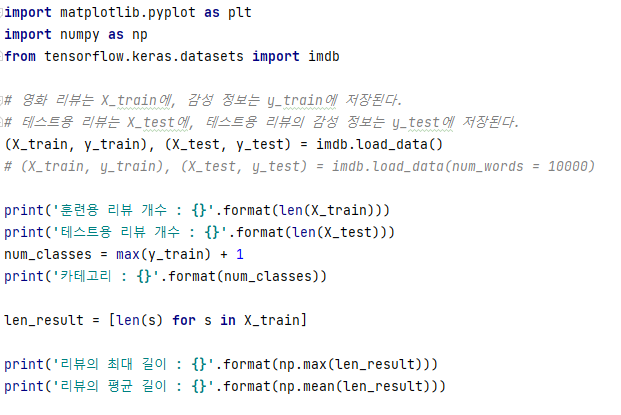 import matplotlib.pyplot as plt
import numpy as np
from tensorflow.keras.datasets import imdb
# 영화 리뷰는 X_train에, 감성 정보는 y_train에 저장된다.
# 테스트용 리뷰는 X_test에, 테스트용 리뷰의 감성 정보는 y_test에 저장된다.
(X_train, y_train), (X_test, y_test) = imdb.load_data()
# (X_train, y_train), (X_test, y_test) = imdb.load_data(num_words = 10000)
print('훈련용 리뷰 개수 : {}'.format(len(X_train)))
print('테스트용 리뷰 개수 : {}'.format(len(X_test)))
num_classes = max(y_train) + 1
print('카테고리 : {}'.format(num_classes))
len_result = [len(s) for s in X_train]
print('리뷰의 최대 길이 : {}'.format(np.max(len_result)))
print('리뷰의 평균 길이 : {}'.format(np.mean(len_result)))